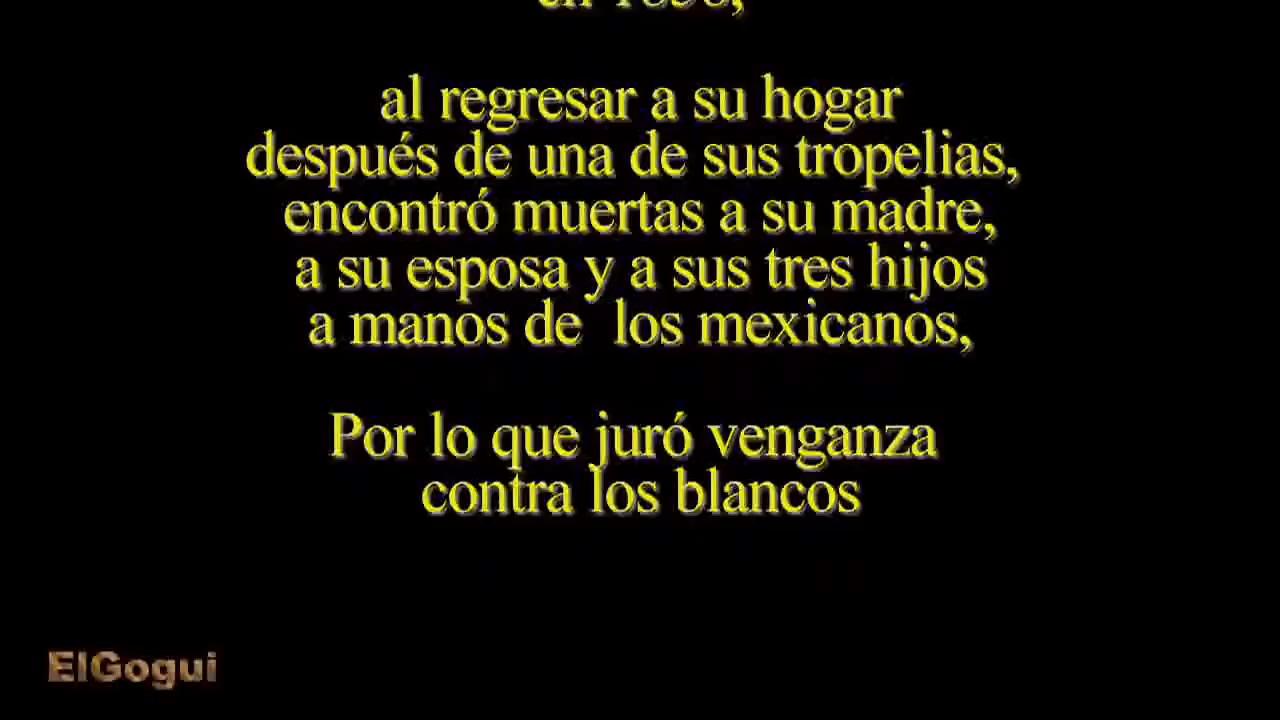 en
al regresar a su hogar
después de una de sus tropelias,
encontró muertas a su madre,
a su esposa y a sus tres hijos
a manos de los mexicanos,
Por lo que juró venganza
contra los blancos
ElGogui